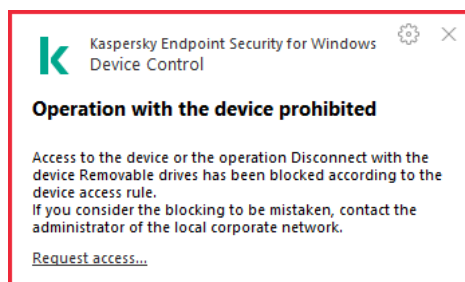 Kaspersky Endpoint Security for Windows
Device Control
Operation with the device prohibited
Access to the device or the operation Disconnect with the
device Removable drives has been blocked according to the
device access rule.
If you consider the blocking to be mistaken, contact the
administrator of the local corporate network.
Request access...